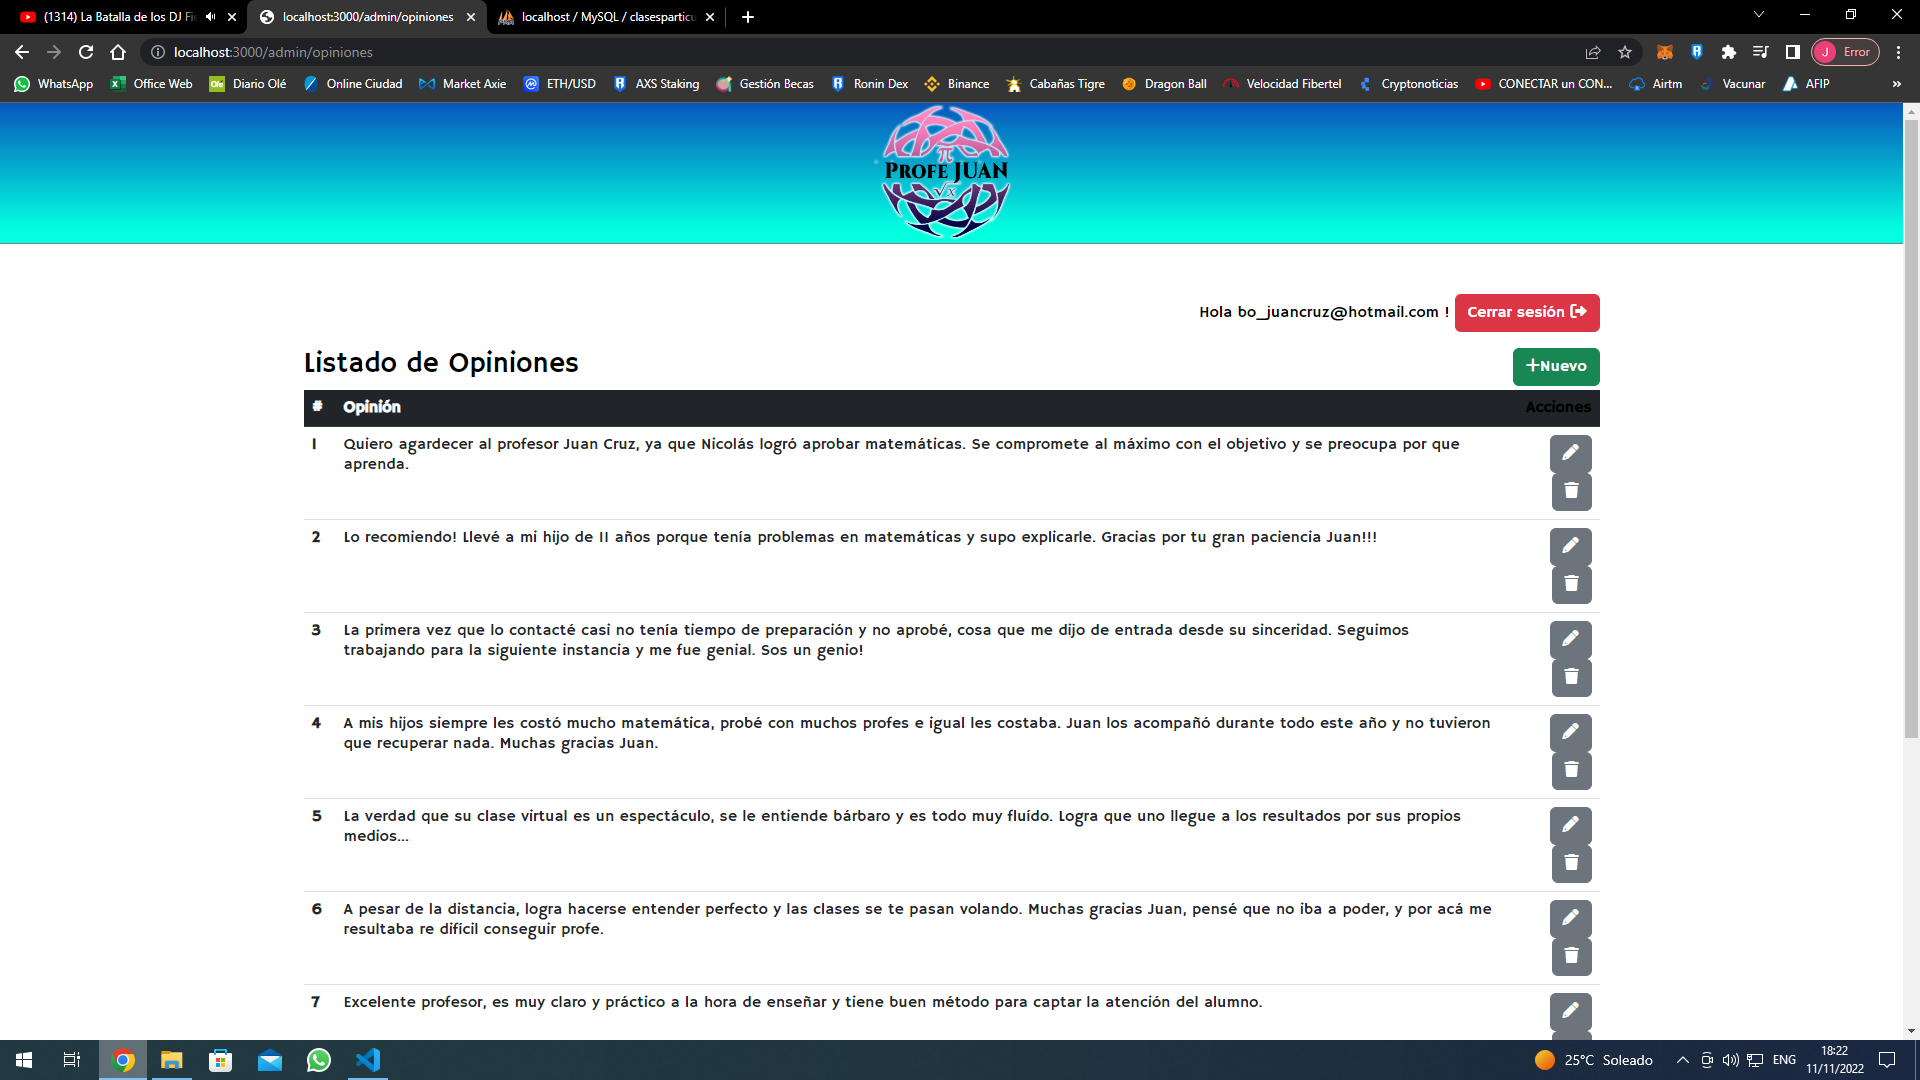 (1314) La Batalla de los DJ Fie
localhost:3000/admin/opiniones
localhost / MySQL / clasesparticu
localhost:3000/admin/opiniones
J Error
WhatsApp Office Web Olé Diario Olé Online Ciudad Market Axie ETH/USD AXS Staking Gestión Becas Ronin Dex Binance Cabañas Tigre Dragon Ball Velocidad Fibertel Cryptonoticias CONECTAR un CON... Airtm Vacunar AFIP »
π
PROFE JUAN
√x
Hola bo_juancruz@hotmail.com ! Cerrar sesión
Listado de Opiniones
+Nuevo
# Opinión Acciones
1 Quiero agardecer al profesor Juan Cruz, ya que Nicolás logró aprobar matemáticas. Se compromete al máximo con el objetivo y se preocupa por que
aprenda.
2 Lo recomiendo! Llevé a mi hijo de 11 años porque tenía problemas en matemáticas y supo explicarle. Gracias por tu gran paciencia Juan!!!
3 La primera vez que lo contacté casi no tenía tiempo de preparación y no aprobé, cosa que me dijo de entrada desde su sinceridad. Seguimos
trabajando para la siguiente instancia y me fue genial. Sos un genio!
4 A mis hijos siempre les costó mucho matemática, probé con muchos profes e igual les costaba. Juan los acompañó durante todo este año y no tuvieron
que recuperar nada. Muchas gracias Juan.
5 La verdad que su clase virtual es un espectáculo, se le entiende bárbaro y es todo muy fluído. Logra que uno llegue a los resultados por sus propios
medios...
6 A pesar de la distancia, logra hacerse entender perfecto y las clases se te pasan volando. Muchas gracias Juan, pensé que no iba a poder, y por acá me
resultaba re difícil conseguir profe.
7 Excelente profesor, es muy claro y práctico a la hora de enseñar y tiene buen método para captar la atención del alumno.
25°C Soleado
ENG
18:22
11/11/2022